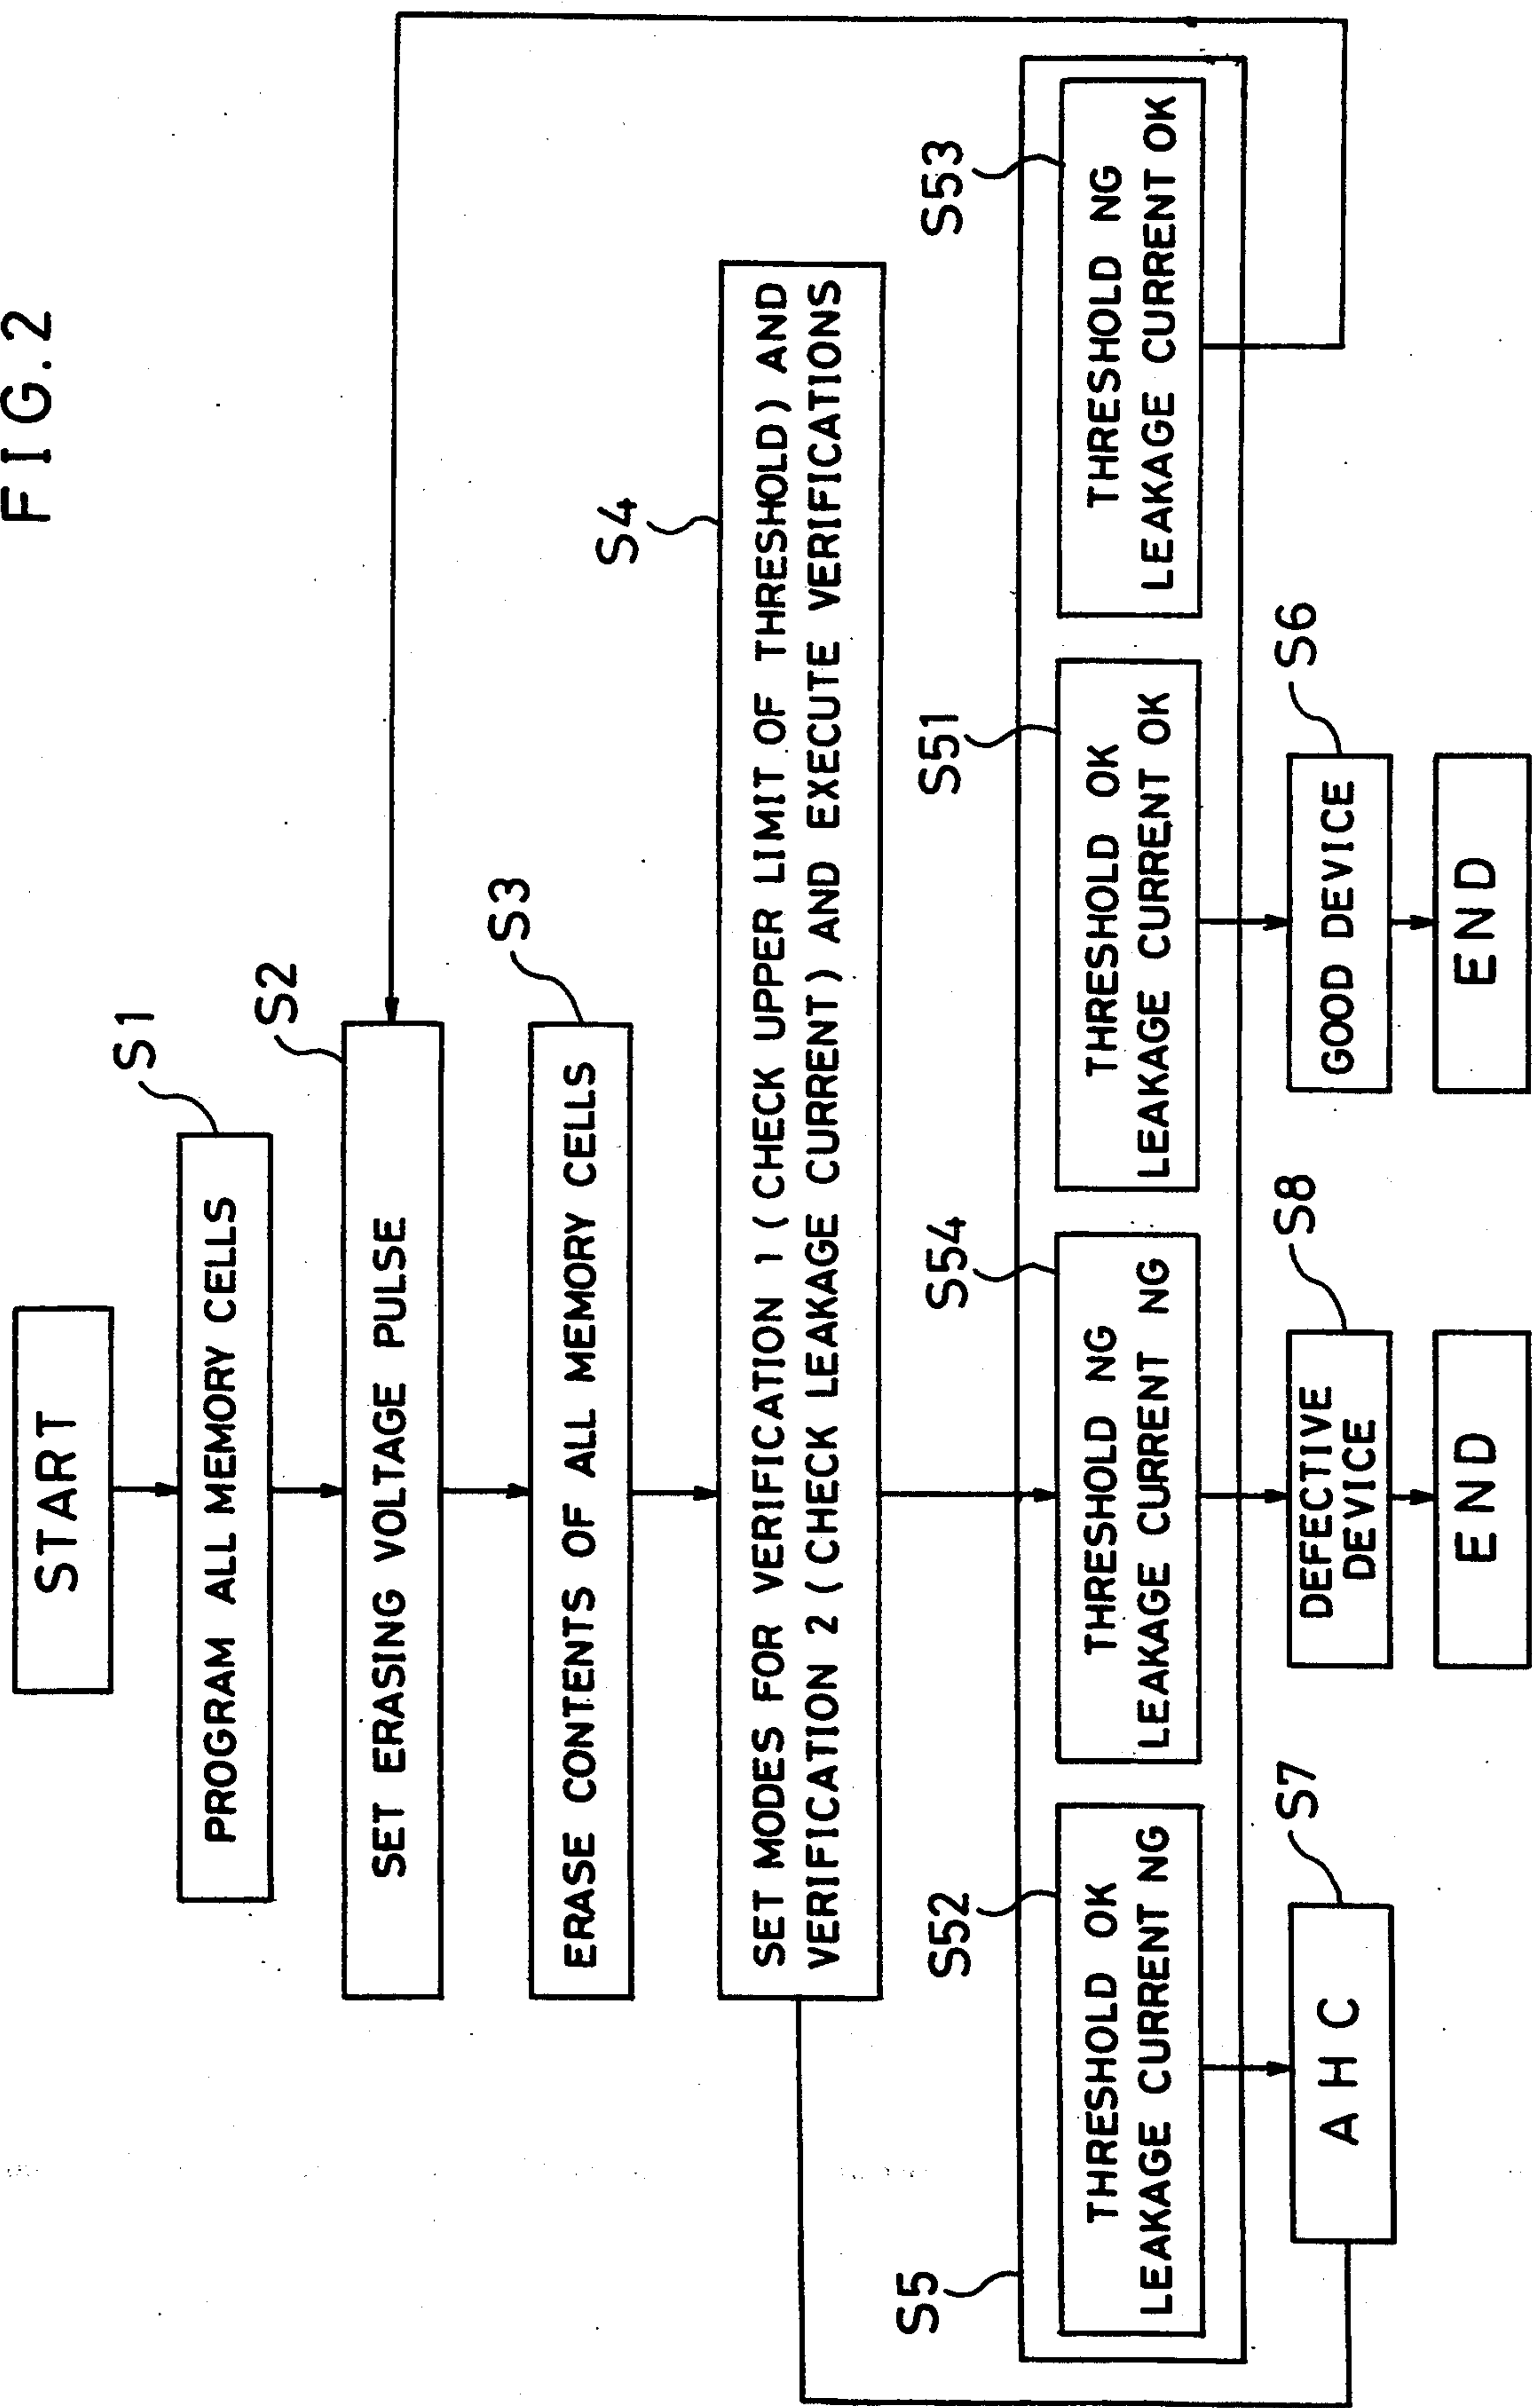 FIG.2
START
S1
PROGRAM ALL MEMORY CELLS
S2
SET ERASING VOLTAGE PULSE
S3
ERASE CONTENTS OF ALL MEMORY CELLS
S4
SET MODES FOR VERIFICATION 1 (CHECK UPPER LIMIT OF THRESHOLD) AND
VERIFICATION 2 (CHECK LEAKAGE CURRENT) AND EXECUTE VERIFICATIONS
S5
S52
THRESHOLD OK
LEAKAGE CURRENT NG
S54
THRESHOLD NG
LEAKAGE CURRENT NG
S51
THRESHOLD OK
LEAKAGE CURRENT OK
S53
THRESHOLD NG
LEAKAGE CURRENT OK
S7
AHC
S8
DEFECTIVE
DEVICE
S6
GOOD DEVICE
END
END